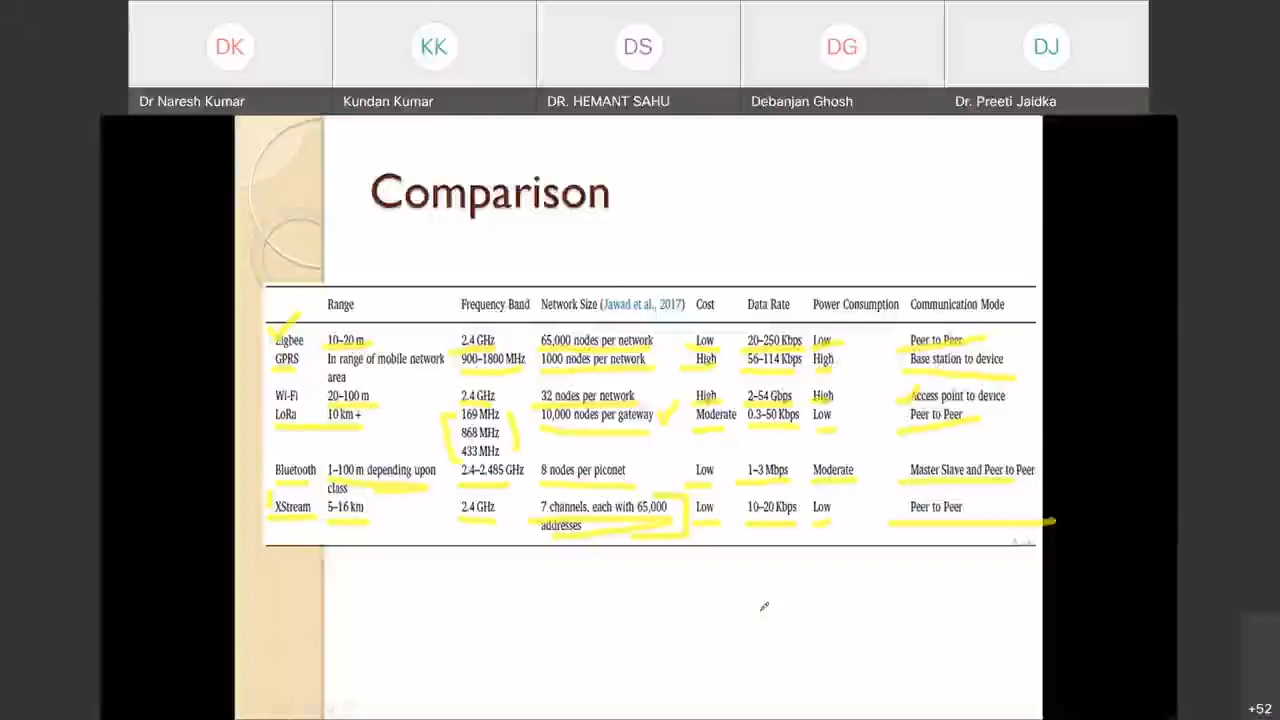 DK KK DS DG DJ
Dr Naresh Kumar Kundan Kumar DR. HEMANT SAHU Debanjan Ghosh Dr. Preeti Jaidka
Comparison
Range Frequency Band Network Size (Jawad et al., 2017) Cost Data Rate Power Consumption Communication Mode
Zigbee 10–20 m 2.4 GHz 65,000 nodes per network Low 20–250 Kbps Low Peer to Peer
GPRS In range of mobile network 900–1800 MHz 1000 nodes per network High 56–114 Kbps High Base station to device
area
Wi-Fi 20–100 m 2.4 GHz 32 nodes per network High 2–54 Gbps High Access point to device
LoRa 10 km + 169 MHz 10,000 nodes per gateway Moderate 0.3–50 Kbps Low Peer to Peer
868 MHz
433 MHz
Bluetooth 1–100 m depending upon 2.4–2.485 GHz 8 nodes per piconet Low 1–3 Mbps Moderate Master Slave and Peer to Peer
class
XStream 5–16 km 2.4 GHz 7 channels, each with 65,000 Low 10–20 Kbps Low Peer to Peer
addresses
+52